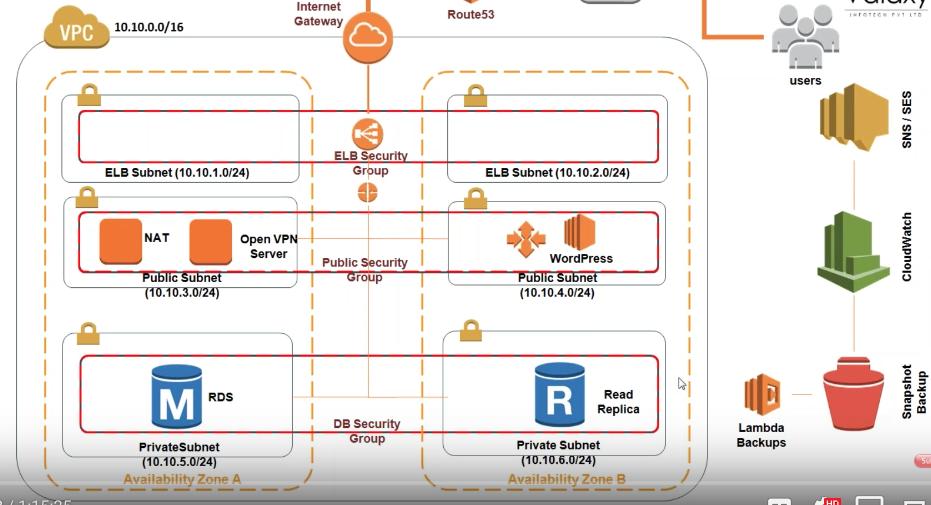 Internet
Gateway
Route53
INFOTECH PVT LTD
VPC
10.10.0.0/16
users
ELB Security
Group
ELB Subnet (10.10.1.0/24)
ELB Subnet (10.10.2.0/24)
NAT
Open VPN
Server
WordPress
Public Security
Group
Public Subnet
(10.10.3.0/24)
Public Subnet
(10.10.4.0/24)
M
RDS
R
Read
Replica
DB Security
Group
PrivateSubnet
(10.10.5.0/24)
Private Subnet
(10.10.6.0/24)
Availability Zone A
Availability Zone B
SNS / SES
CloudWatch
Snapshot
Backup
Lambda
Backups
HD